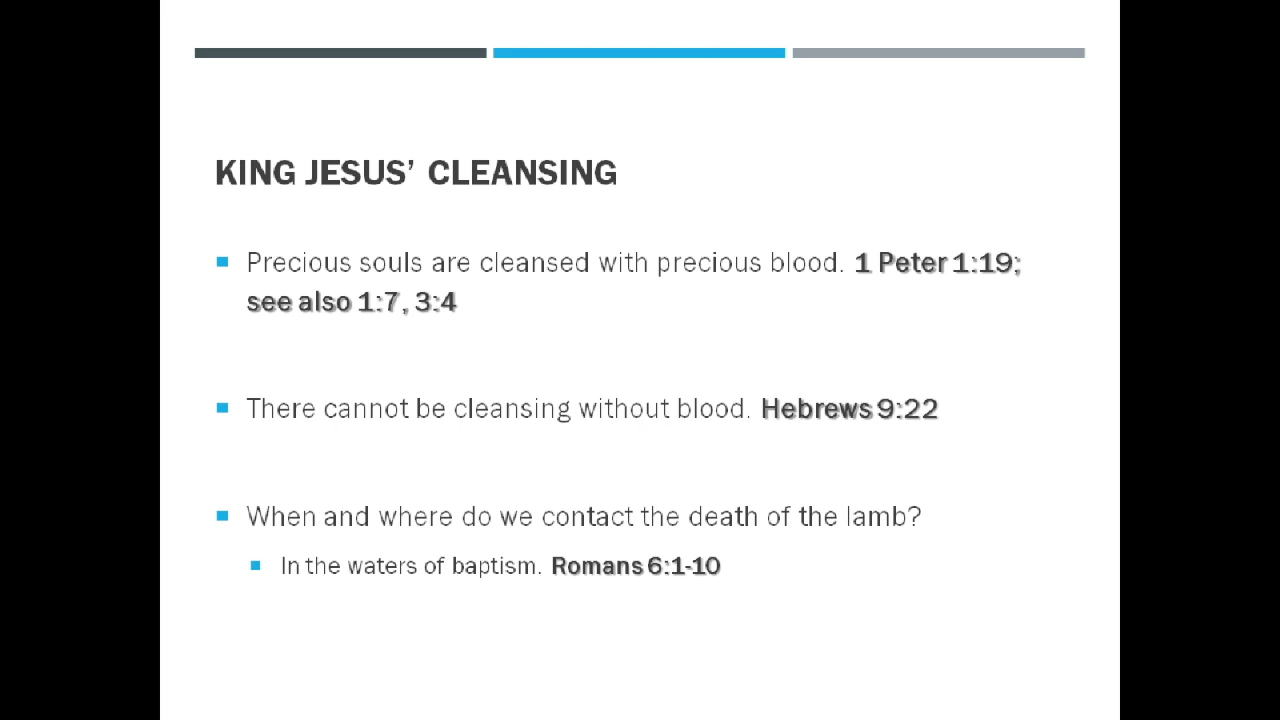 KING JESUS’ CLEANSING
Precious souls are cleansed with precious blood. 1 Peter 1:19;
see also 1:7, 3:4
There cannot be cleansing without blood. Hebrews 9:22
When and where do we contact the death of the lamb?
In the waters of baptism. Romans 6:1-10